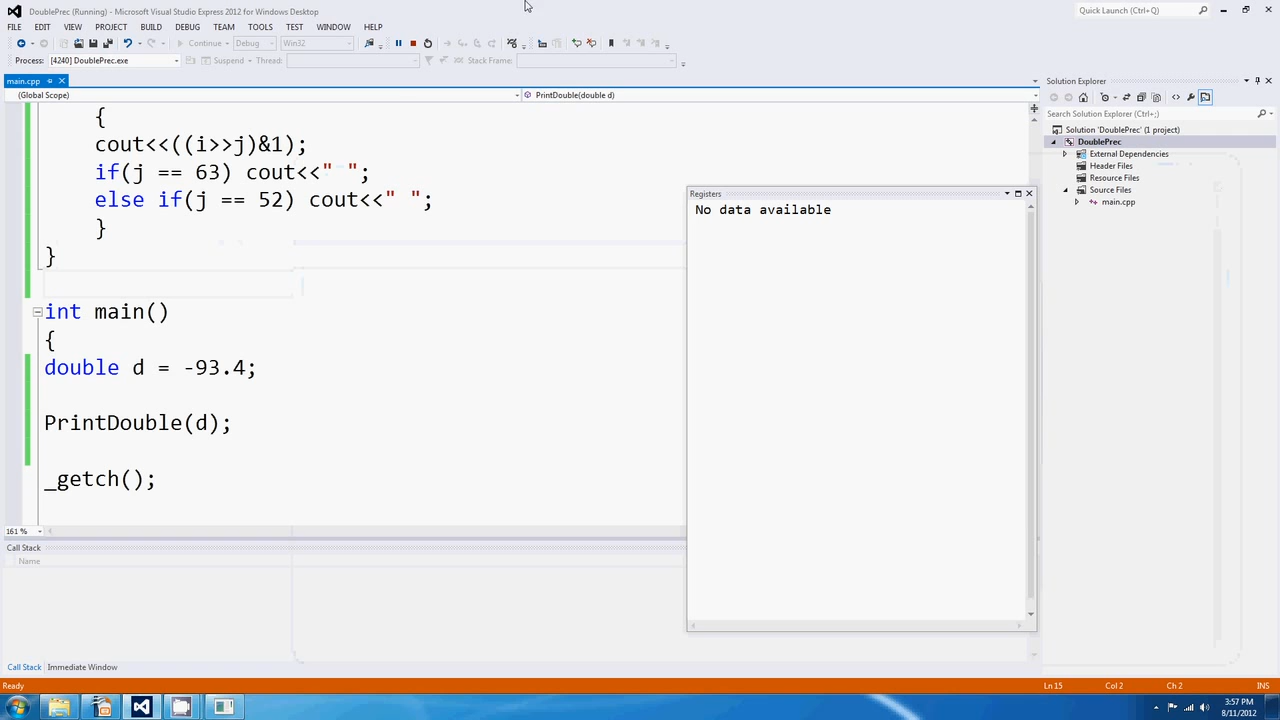 DoublePrec (Running) - Microsoft Visual Studio Express 2012 for Windows Desktop
Quick Launch (Ctrl+Q)
FILE EDIT VIEW PROJECT BUILD DEBUG TEAM TOOLS TEST WINDOW HELP
Continue Debug Win32
Process: [4240] DoublePrec.exe Suspend Thread: Stack Frame:
main.cpp
(Global Scope) PrintDouble(double d)
{
cout<<((i>>j)&1);
if(j == 63) cout<<" ";
else if(j == 52) cout<<" ";
}
}
int main()
{
double d = -93.4;
PrintDouble(d);
_getch();
161 %
Call Stack
Name
Call Stack Immediate Window
Registers
No data available
Solution Explorer
Search Solution Explorer (Ctrl+;)
Solution 'DoublePrec' (1 project)
DoublePrec
External Dependencies
Header Files
Resource Files
Source Files
main.cpp
Ready Ln 15 Col 2 Ch 2 INS
3:57 PM
8/11/2012